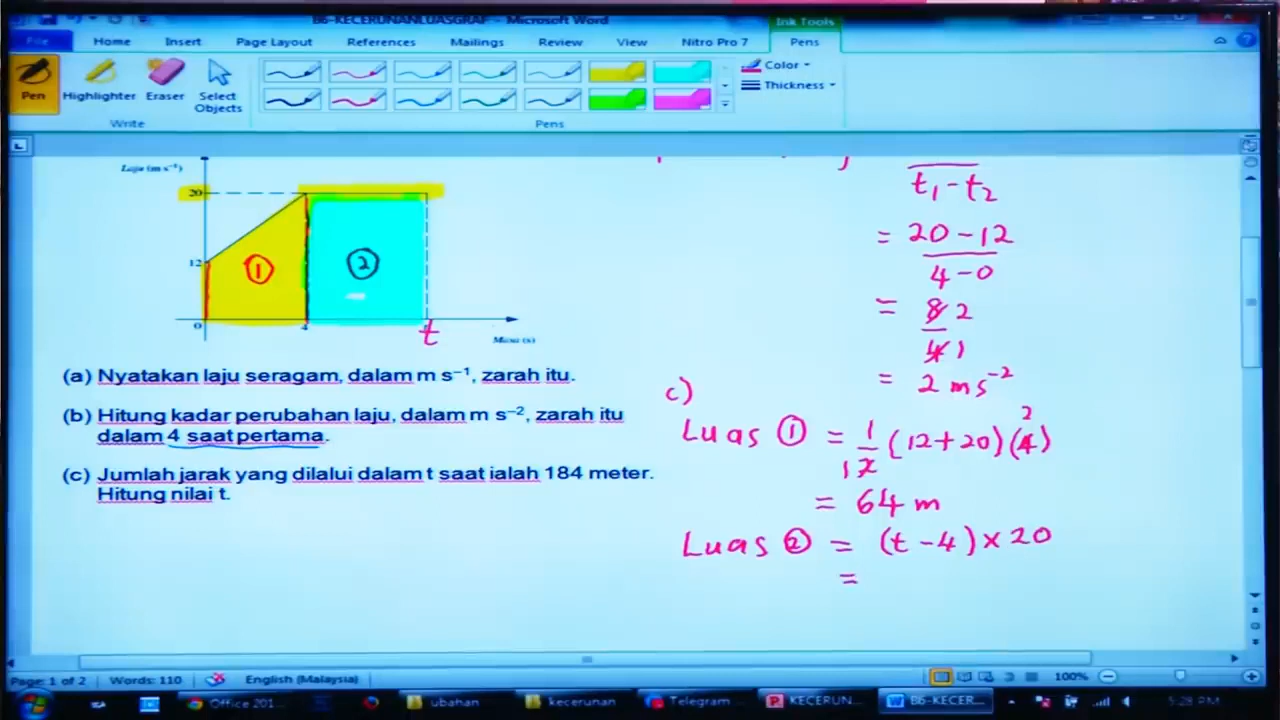 B6-KECERUNANLUASGRAF - Microsoft Word
Ink Tools
File Home Insert Page Layout References Mailings Review View Nitro Pro 7 Pens
Pen Highlighter Eraser Select Objects
Color
Thickness
Write
Pens
Laju (m s⁻¹)
20
12
1
2
0
4
t
Masa (s)
(a) Nyatakan laju seragam, dalam m s⁻¹, zarah itu.
(b) Hitung kadar perubahan laju, dalam m s⁻², zarah itu
dalam 4 saat pertama.
(c) Jumlah jarak yang dilalui dalam t saat ialah 184 meter.
Hitung nilai t.
t₁ - t₂
= 20 - 12
4 - 0
= 8 2
4 1
= 2 ms⁻²
c)
Luas ① = 1/2 (12+20)(4)
2
1
= 64 m
Luas ② = (t - 4) × 20
=
Page: 1 of 2 Words: 110 English (Malaysia) 100%
Office 201... ubahan kecerunan Telegram KECERUN... B6-KECER... 5:28 PM